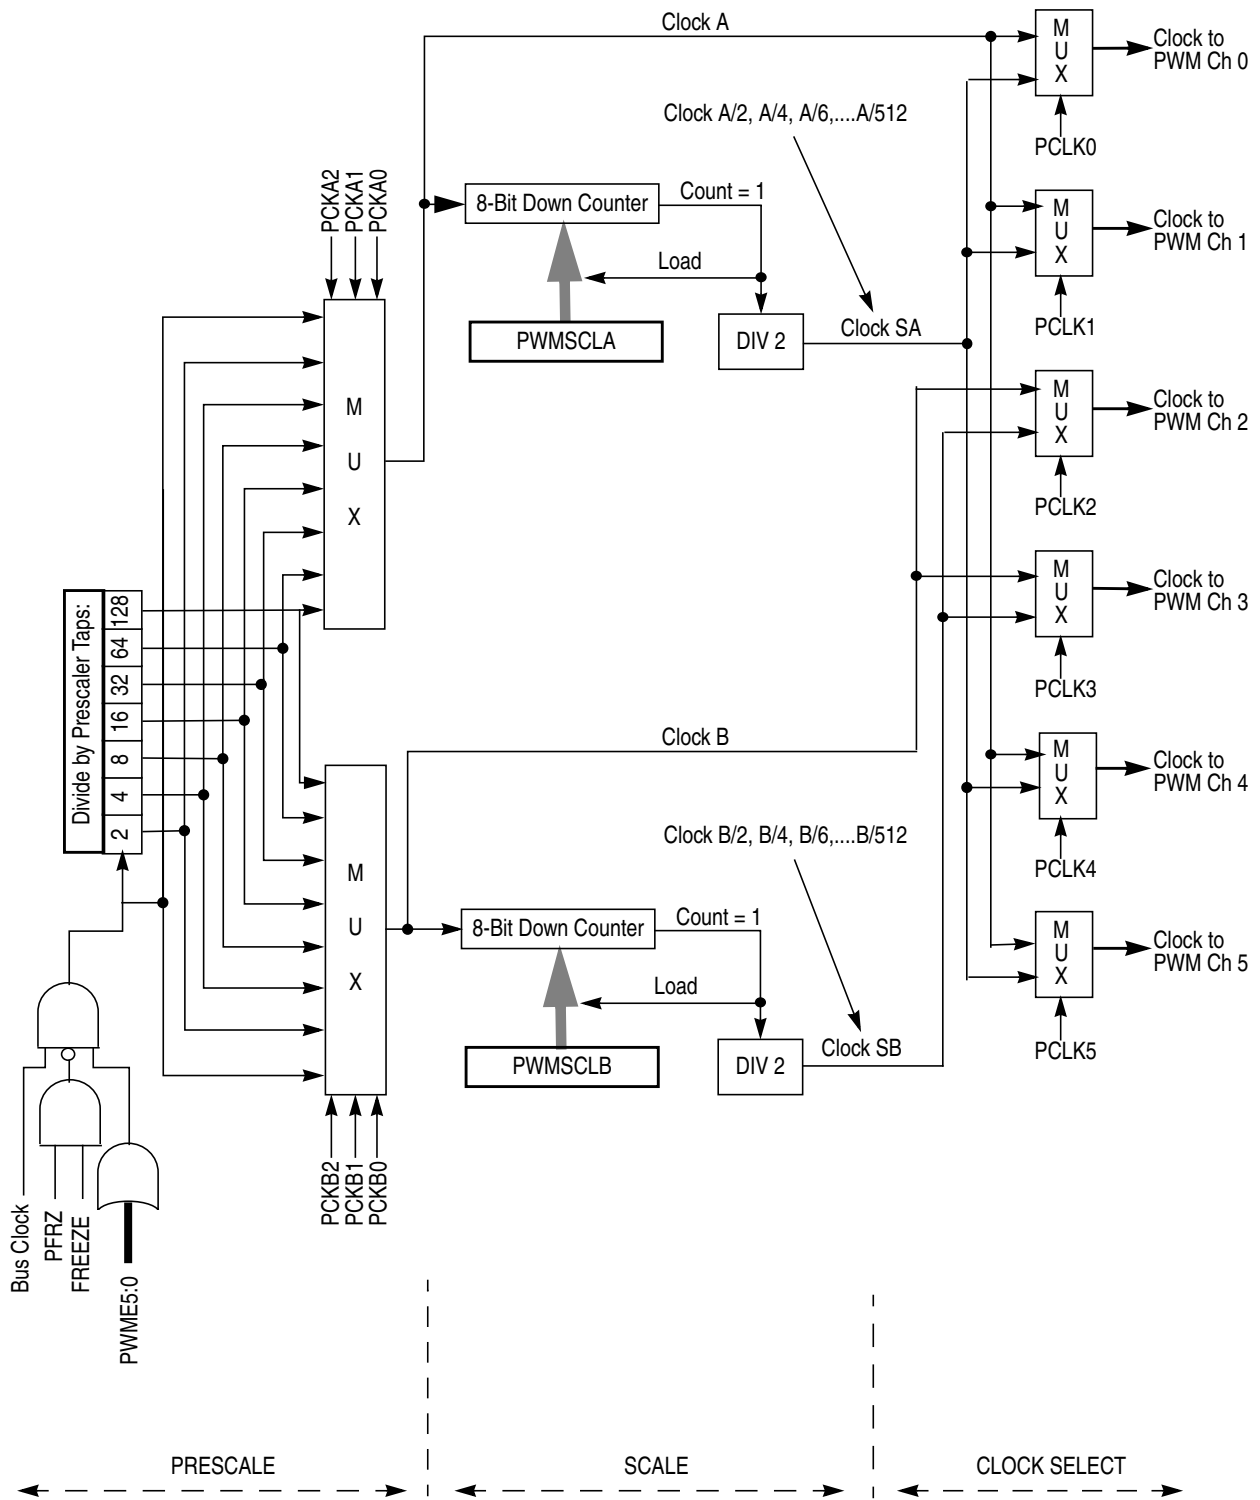 Clock A
M
U
X
Clock to
PWM Ch 0
PCLK0
Clock A/2, A/4, A/6,....A/512
PCKA2
PCKA1
PCKA0
8-Bit Down Counter
Count = 1
Load
PWMSCLA
DIV 2
Clock SA
M
U
X
Clock to
PWM Ch 1
PCLK1
M
U
X
M
U
X
Clock to
PWM Ch 2
PCLK2
M
U
X
Clock to
PWM Ch 3
PCLK3
Divide by Prescaler Taps:
128
64
32
16
8
4
2
Clock B
M
U
X
Clock to
PWM Ch 4
PCLK4
Clock B/2, B/4, B/6,....B/512
M
U
X
8-Bit Down Counter
Count = 1
Load
PWMSCLB
DIV 2
Clock SB
M
U
X
Clock to
PWM Ch 5
PCLK5
PCKB2
PCKB1
PCKB0
Bus Clock
PFRZ
FREEZE
PWME5:0
PRESCALE
SCALE
CLOCK SELECT